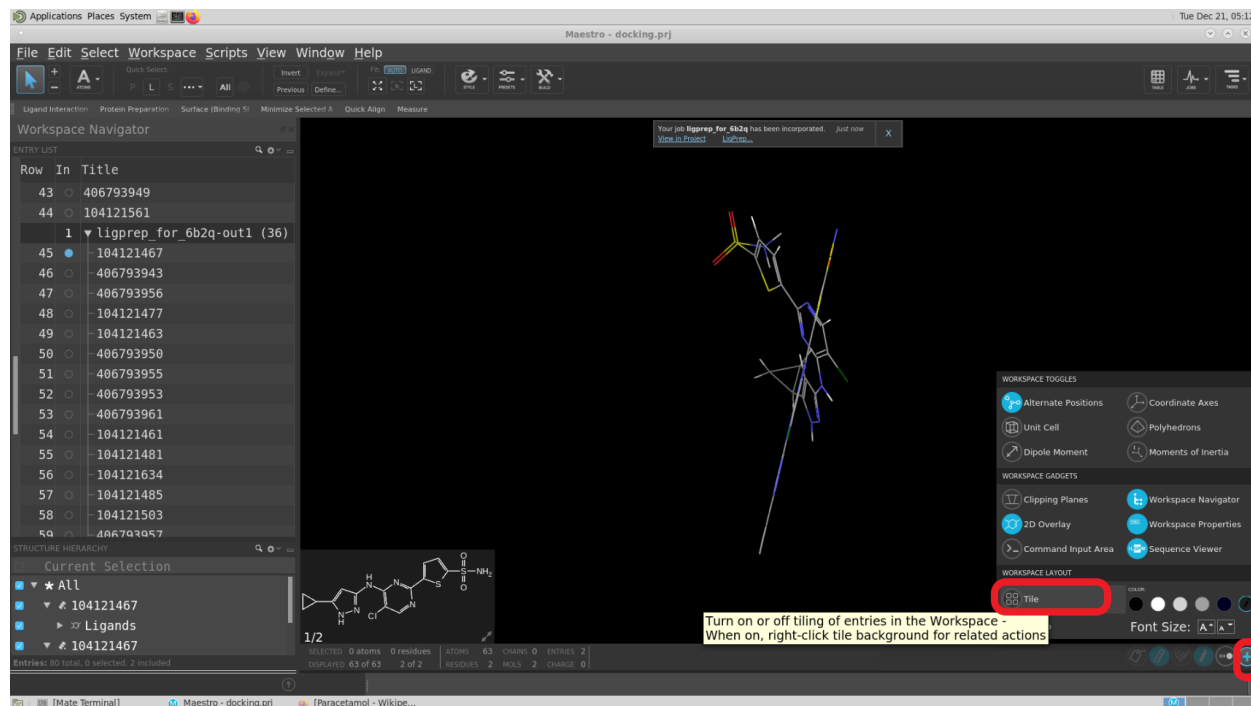 Applications Places System
Tue Dec 21, 05:12
Maestro - docking.prj
File Edit Select Workspace Scripts View Window Help
Quick Select:
Invert Expand*
Fit: AUTO LIGAND
ATOMS
P L S ••• All
Previous Define...
STYLE PRESETS BUILD
TABLE JOBS TASKS
Ligand Interaction Protein Preparation Surface (Binding Si Minimize Selected A Quick Align Measure
Workspace Navigator
Your job ligprep_for_6b2q has been incorporated. Just now X
View in Project LigPrep...
ENTRY LIST
Row In Title
43 406793949
44 104121561
1 ligprep_for_6b2q-out1 (36)
45 104121467
46 406793943
47 406793956
48 104121477
49 104121463
50 406793950
51 406793955
52 406793953
53 406793961
54 104121461
55 104121481
56 104121634
57 104121485
58 104121503
59 406793957
STRUCTURE HIERARCHY
Current Selection
All
104121467
Ligands
104121467
Entries: 80 total, 0 selected, 2 included
H
N
N
S
O
S
NH₂
O
N
H
Cl
N
1/2
SELECTED 0 atoms 0 residues ATOMS 63 CHAINS 0 ENTRIES 2
DISPLAYED 63 of 63 2 of 2 RESIDUES 2 MOLS 2 CHARGE 0
WORKSPACE TOGGLES
Alternate Positions Coordinate Axes
Unit Cell Polyhedrons
Dipole Moment Moments of Inertia
WORKSPACE GADGETS
Clipping Planes Workspace Navigator
2D Overlay Workspace Properties
Command Input Area Sequence Viewer
WORKSPACE LAYOUT
Tile
COLOR:
Font Size: A A
Turn on or off tiling of entries in the Workspace -
When on, right-click tile background for related actions
[Mate Terminal] Maestro - docking.prj [Paracetamol - Wikipe...